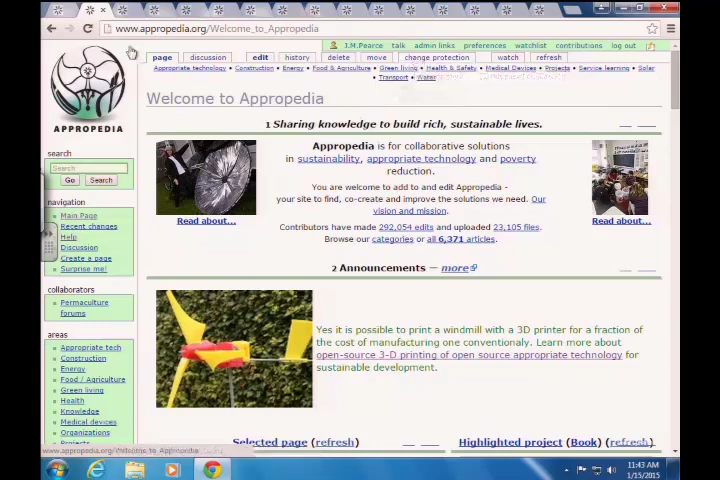 www.appropedia.org/Welcome_to_Appropedia
J.M.Pearce talk admin links preferences watchlist contributions log out
page discussion edit history delete move change protection watch refresh
Appropriate technology Construction Energy Food & Agriculture Green living Health & Safety Medical Devices Projects Service learning Solar
Transport Water
APPROPEDIA
Welcome to Appropedia
1 Sharing knowledge to build rich, sustainable lives.
Appropedia is for collaborative solutions
in sustainability, appropriate technology and poverty
reduction.
You are welcome to add to and edit Appropedia -
your site to find, co-create and improve the solutions we need. Our
vision and mission.
Contributors have made 292,054 edits and uploaded 23,105 files.
Browse our categories or all 6,371 articles.
Read about...
Read about...
2 Announcements — more
Yes it is possible to print a windmill with a 3D printer for a fraction of
the cost of manufacturing one conventionaly. Learn more about
open-source 3-D printing of open source appropriate technology for
sustainable development.
Selected page (refresh)
Highlighted project (Book) (refresh)
search
Search
Go Search
navigation
Main Page
Recent changes
Help
Discussion
Create a page
Surprise me!
collaborators
Permaculture
forums
areas
Appropriate tech
Construction
Energy
Food / Agriculture
Green living
Health
Knowledge
Medical devices
Organizations
Projects
www.appropedia.org/Welcome_to_Appropedia
11:43 AM
1/15/2015